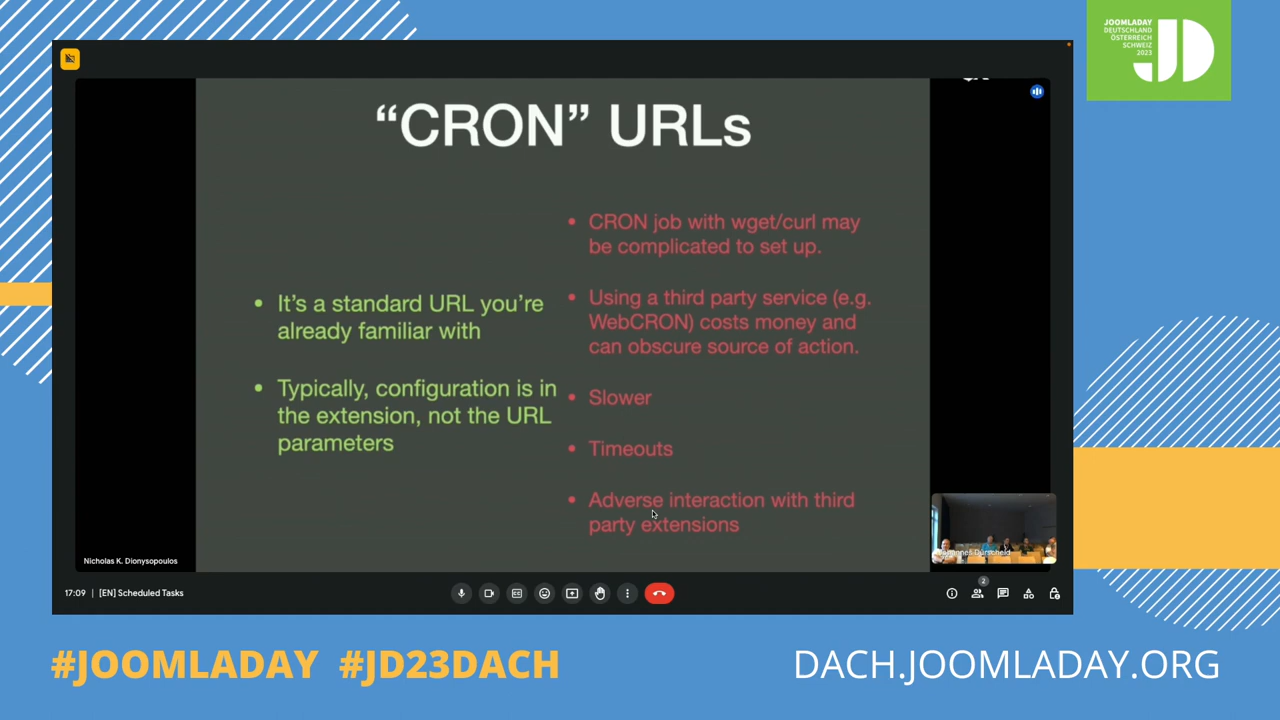 JOOMLADAY
DEUTSCHLAND
ÖSTERREICH
SCHWEIZ
2023
JD
“CRON” URLs
• It’s a standard URL you’re
already familiar with
• Typically, configuration is in
the extension, not the URL
parameters
• CRON job with wget/curl may
be complicated to set up.
• Using a third party service (e.g.
WebCRON) costs money and
can obscure source of action.
• Slower
• Timeouts
• Adverse interaction with third
party extensions
Nicholas K. Dionysopoulos
17:09 | [EN] Scheduled Tasks
2
#JOOMLADAY #JD23DACH
DACH.JOOMLADAY.ORG